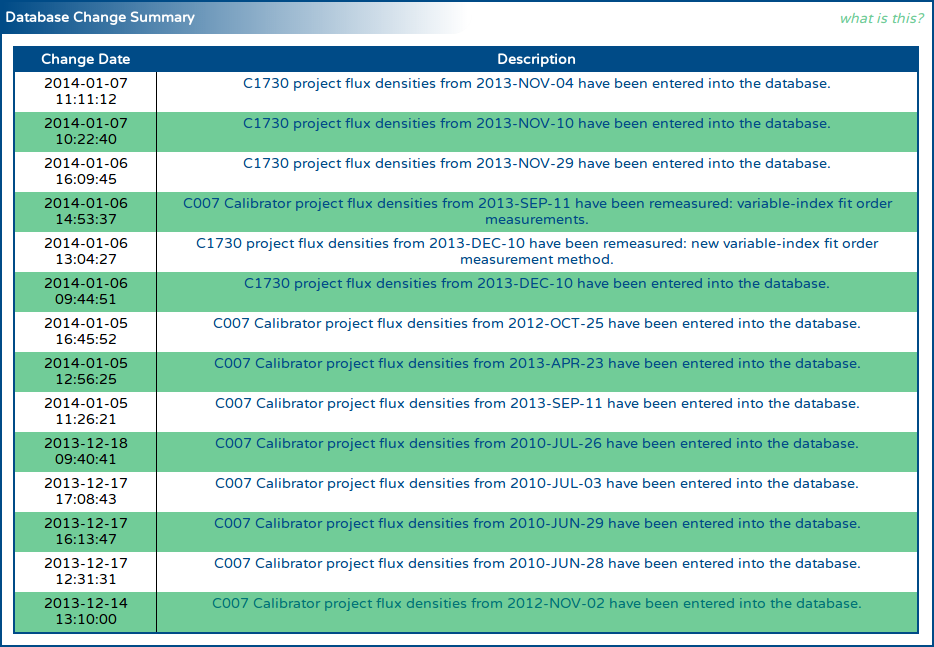 Database Change Summary
what is this?
Change Date Description
2014-01-07 C1730 project flux densities from 2013-NOV-04 have been entered into the database.
11:11:12
2014-01-07 C1730 project flux densities from 2013-NOV-10 have been entered into the database.
10:22:40
2014-01-06 C1730 project flux densities from 2013-NOV-29 have been entered into the database.
16:09:45
2014-01-06 C007 Calibrator project flux densities from 2013-SEP-11 have been remeasured: variable-index fit order
14:53:37 measurements.
2014-01-06 C1730 project flux densities from 2013-DEC-10 have been remeasured: new variable-index fit order
13:04:27 measurement method.
2014-01-06 C1730 project flux densities from 2013-DEC-10 have been entered into the database.
09:44:51
2014-01-05 C007 Calibrator project flux densities from 2012-OCT-25 have been entered into the database.
16:45:52
2014-01-05 C007 Calibrator project flux densities from 2013-APR-23 have been entered into the database.
12:56:25
2014-01-05 C007 Calibrator project flux densities from 2013-SEP-11 have been entered into the database.
11:26:21
2013-12-18 C007 Calibrator project flux densities from 2010-JUL-26 have been entered into the database.
09:40:41
2013-12-17 C007 Calibrator project flux densities from 2010-JUL-03 have been entered into the database.
17:08:43
2013-12-17 C007 Calibrator project flux densities from 2010-JUN-29 have been entered into the database.
16:13:47
2013-12-17 C007 Calibrator project flux densities from 2010-JUN-28 have been entered into the database.
12:31:31
2013-12-14 C007 Calibrator project flux densities from 2012-NOV-02 have been entered into the database.
13:10:00